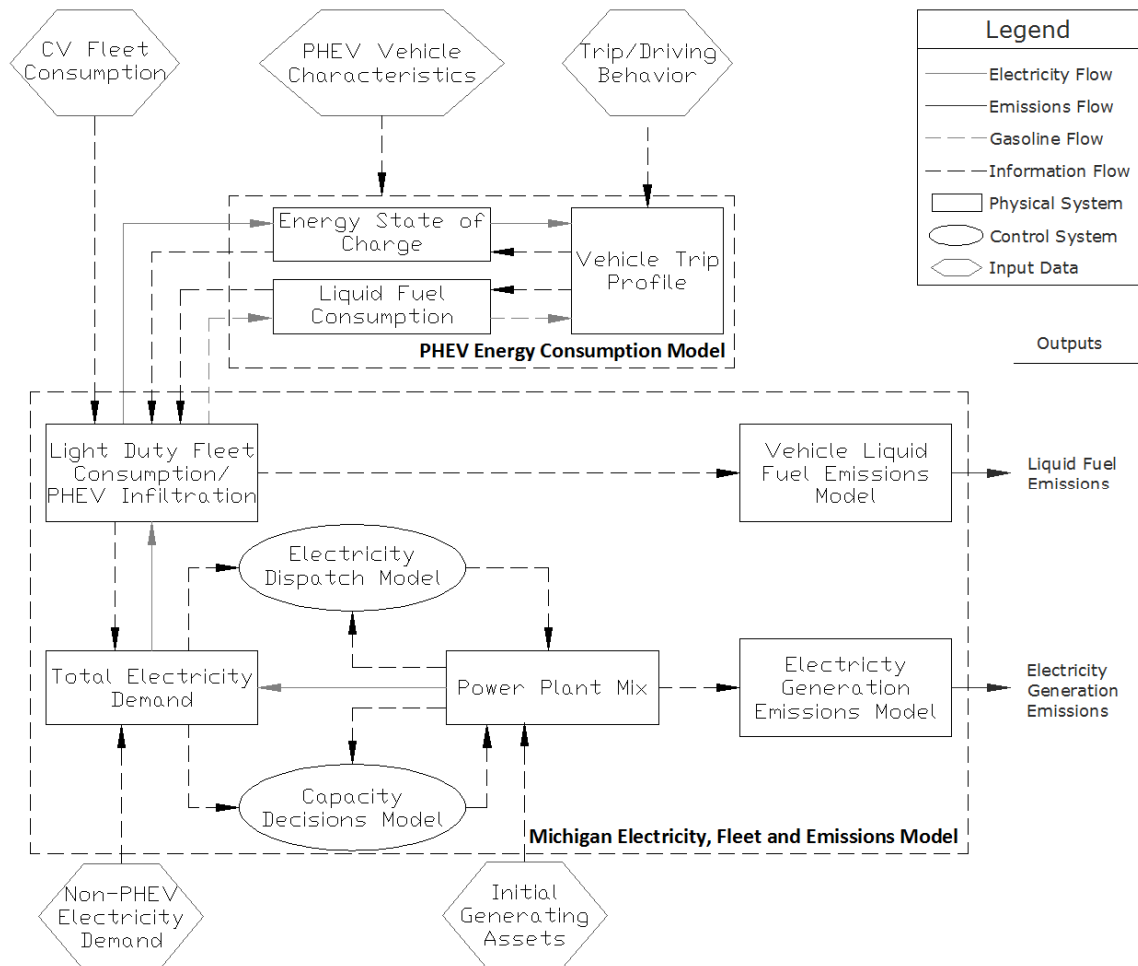 CV Fleet
Consumption
PHEV Vehicle
Characteristics
Trip/Driving
Behavior
Legend
Electricity Flow
Emissions Flow
Gasoline Flow
Information Flow
Physical System
Control System
Input Data
Energy State of
Charge
Liquid Fuel
Consumption
Vehicle Trip
Profile
PHEV Energy Consumption Model
Outputs
Light Duty Fleet
Consumption/
PHEV Infiltration
Vehicle Liquid
Fuel Emissions
Model
Liquid Fuel
Emissions
Electricity
Dispatch Model
Total Electricity
Demand
Power Plant Mix
Electricty
Generation
Emissions Model
Electricity
Generation
Emissions
Capacity
Decisions Model
Michigan Electricity, Fleet and Emissions Model
Non-PHEV
Electricity
Demand
Initial
Generating
Assets